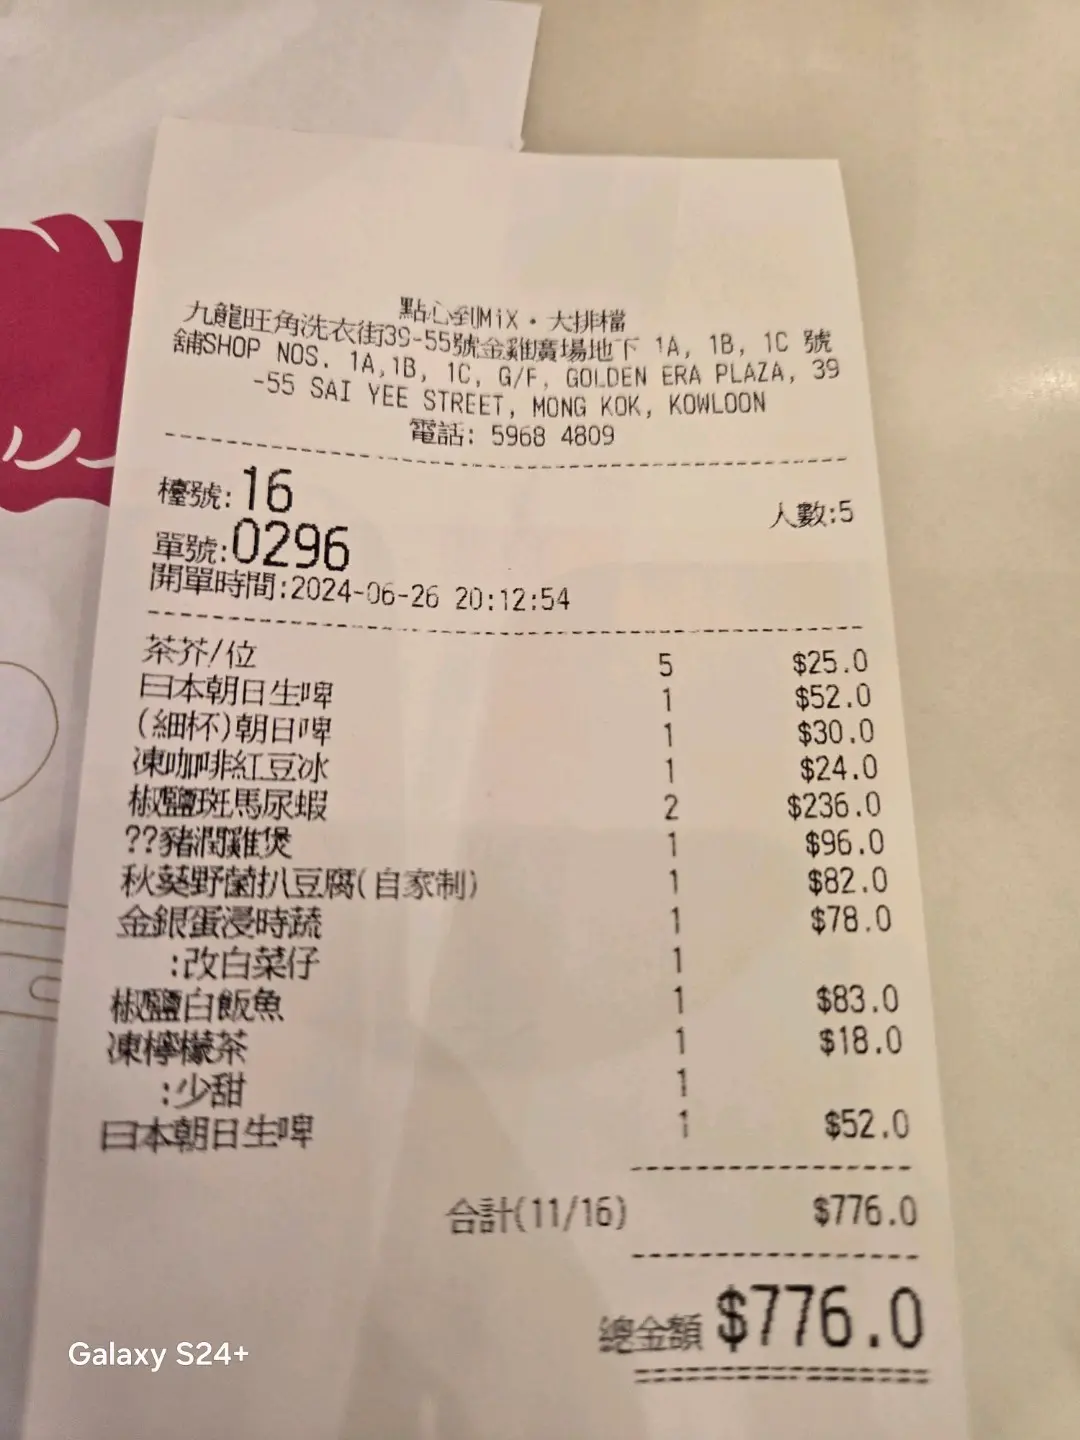 點心到MiX·大排檔
九龍旺角洗衣街39-55號金雞廣場地下 1A, 1B, 1C 號
舖SHOP NOS. 1A,1B, 1C, G/F, GOLDEN ERA PLAZA, 39
-55 SAI YEE STREET, MONG KOK, KOWLOON
電話: 5968 4809
檯號:16 人數:5
單號:0296
開單時間:2024-06-26 20:12:54
茶芥/位 5 $25.0
日本朝日生啤 1 $52.0
(細杯)朝日啤 1 $30.0
凍咖啡紅豆冰 1 $24.0
椒鹽斑馬尿蝦 2 $236.0
??豬潤雞煲 1 $96.0
秋葵野菌扒豆腐(自家制) 1 $82.0
金銀蛋浸時蔬 1 $78.0
:改白菜仔 1
椒鹽白飯魚 1 $83.0
凍檸檬茶 1 $18.0
:少甜 1
日本朝日生啤 1 $52.0
合計(11/16) $776.0
總金額 $776.0
Galaxy S24+